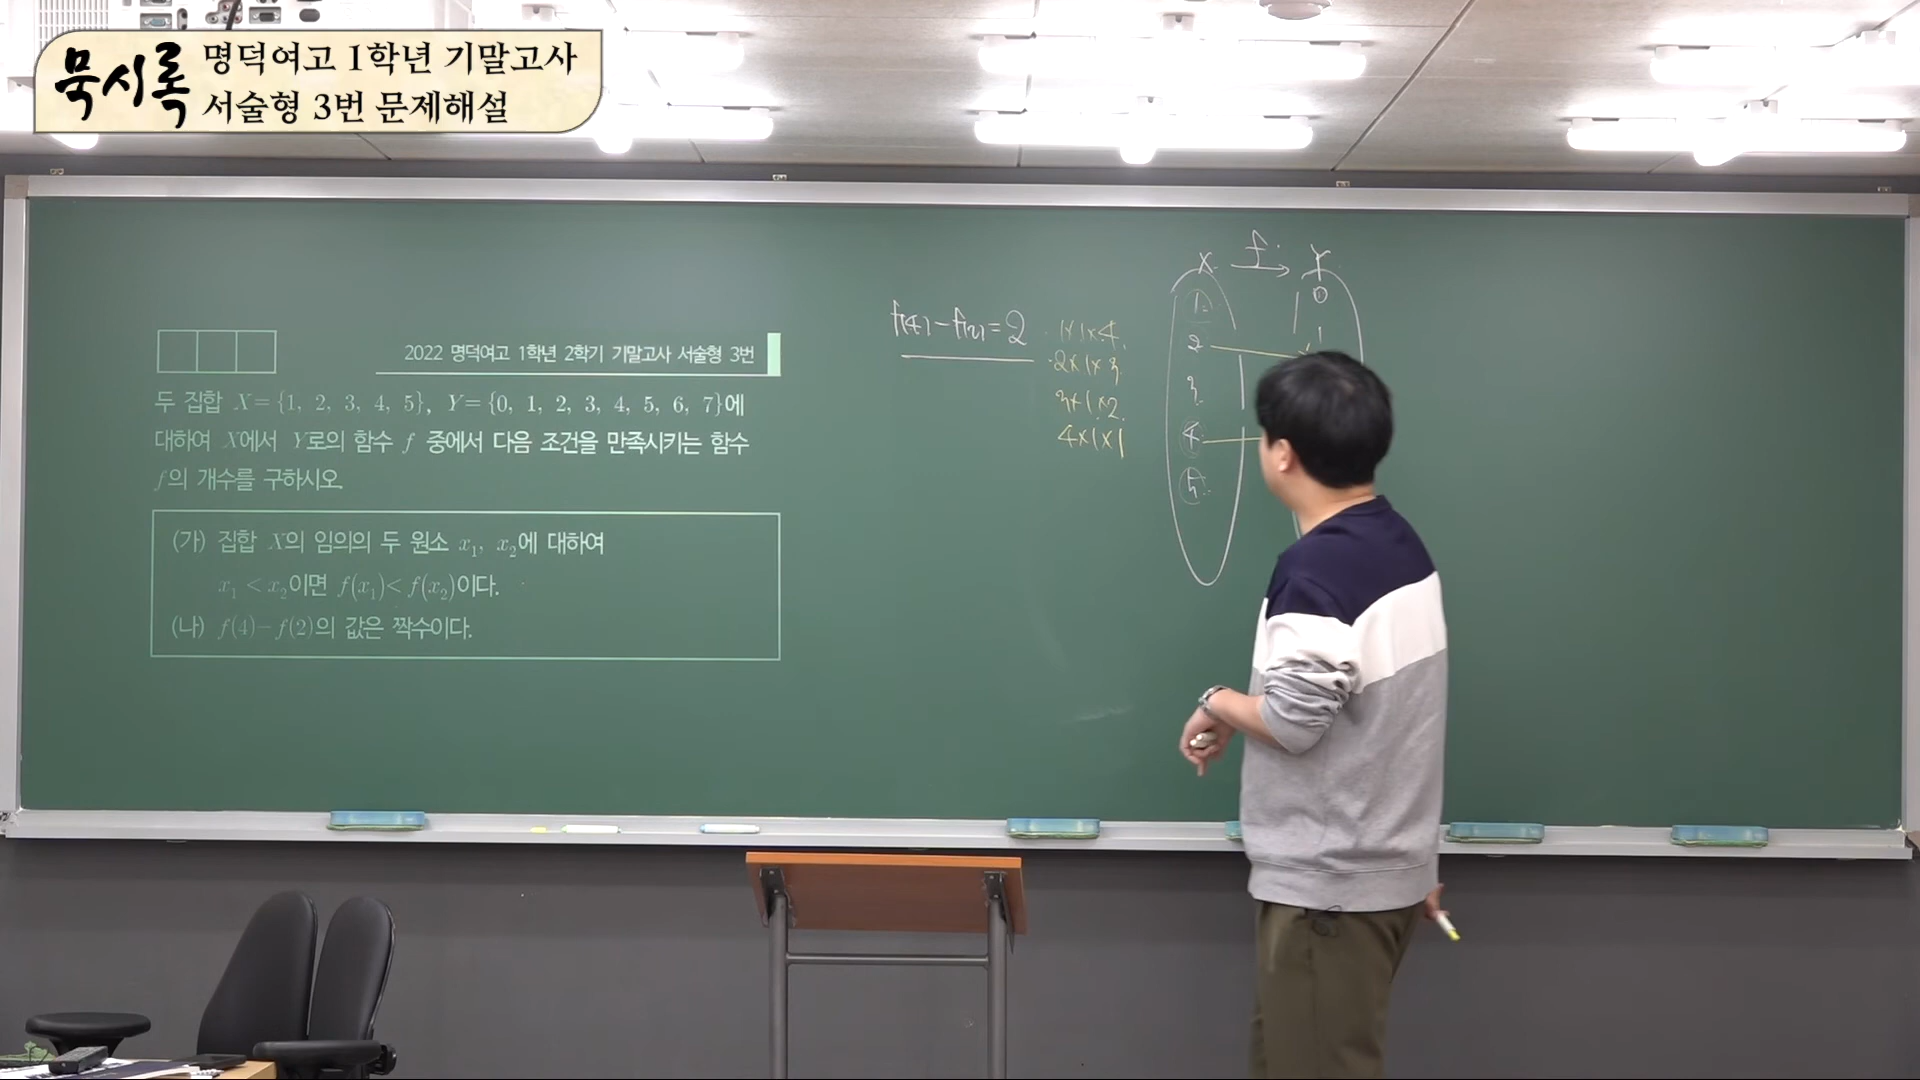 묵시록
명덕여고 1학년 기말고사
서술형 3번 문제해설
2022 명덕여고 1학년 2학기 기말고사 서술형 3번
두 집합 X={1, 2, 3, 4, 5}, Y={0, 1, 2, 3, 4, 5, 6, 7}에
대하여 X에서 Y로의 함수 f 중에서 다음 조건을 만족시키는 함수
f의 개수를 구하시오.
(가) 집합 X의 임의의 두 원소 x₁, x₂에 대하여
x₁ < x₂이면 f(x₁)< f(x₂)이다.
(나) f(4)-f(2)의 값은 짝수이다.
f(4)-f(2)=2
1×1×4
2×1×3
3×1×2
4×1×1
X f Y
1
2
3
4
5
0
1